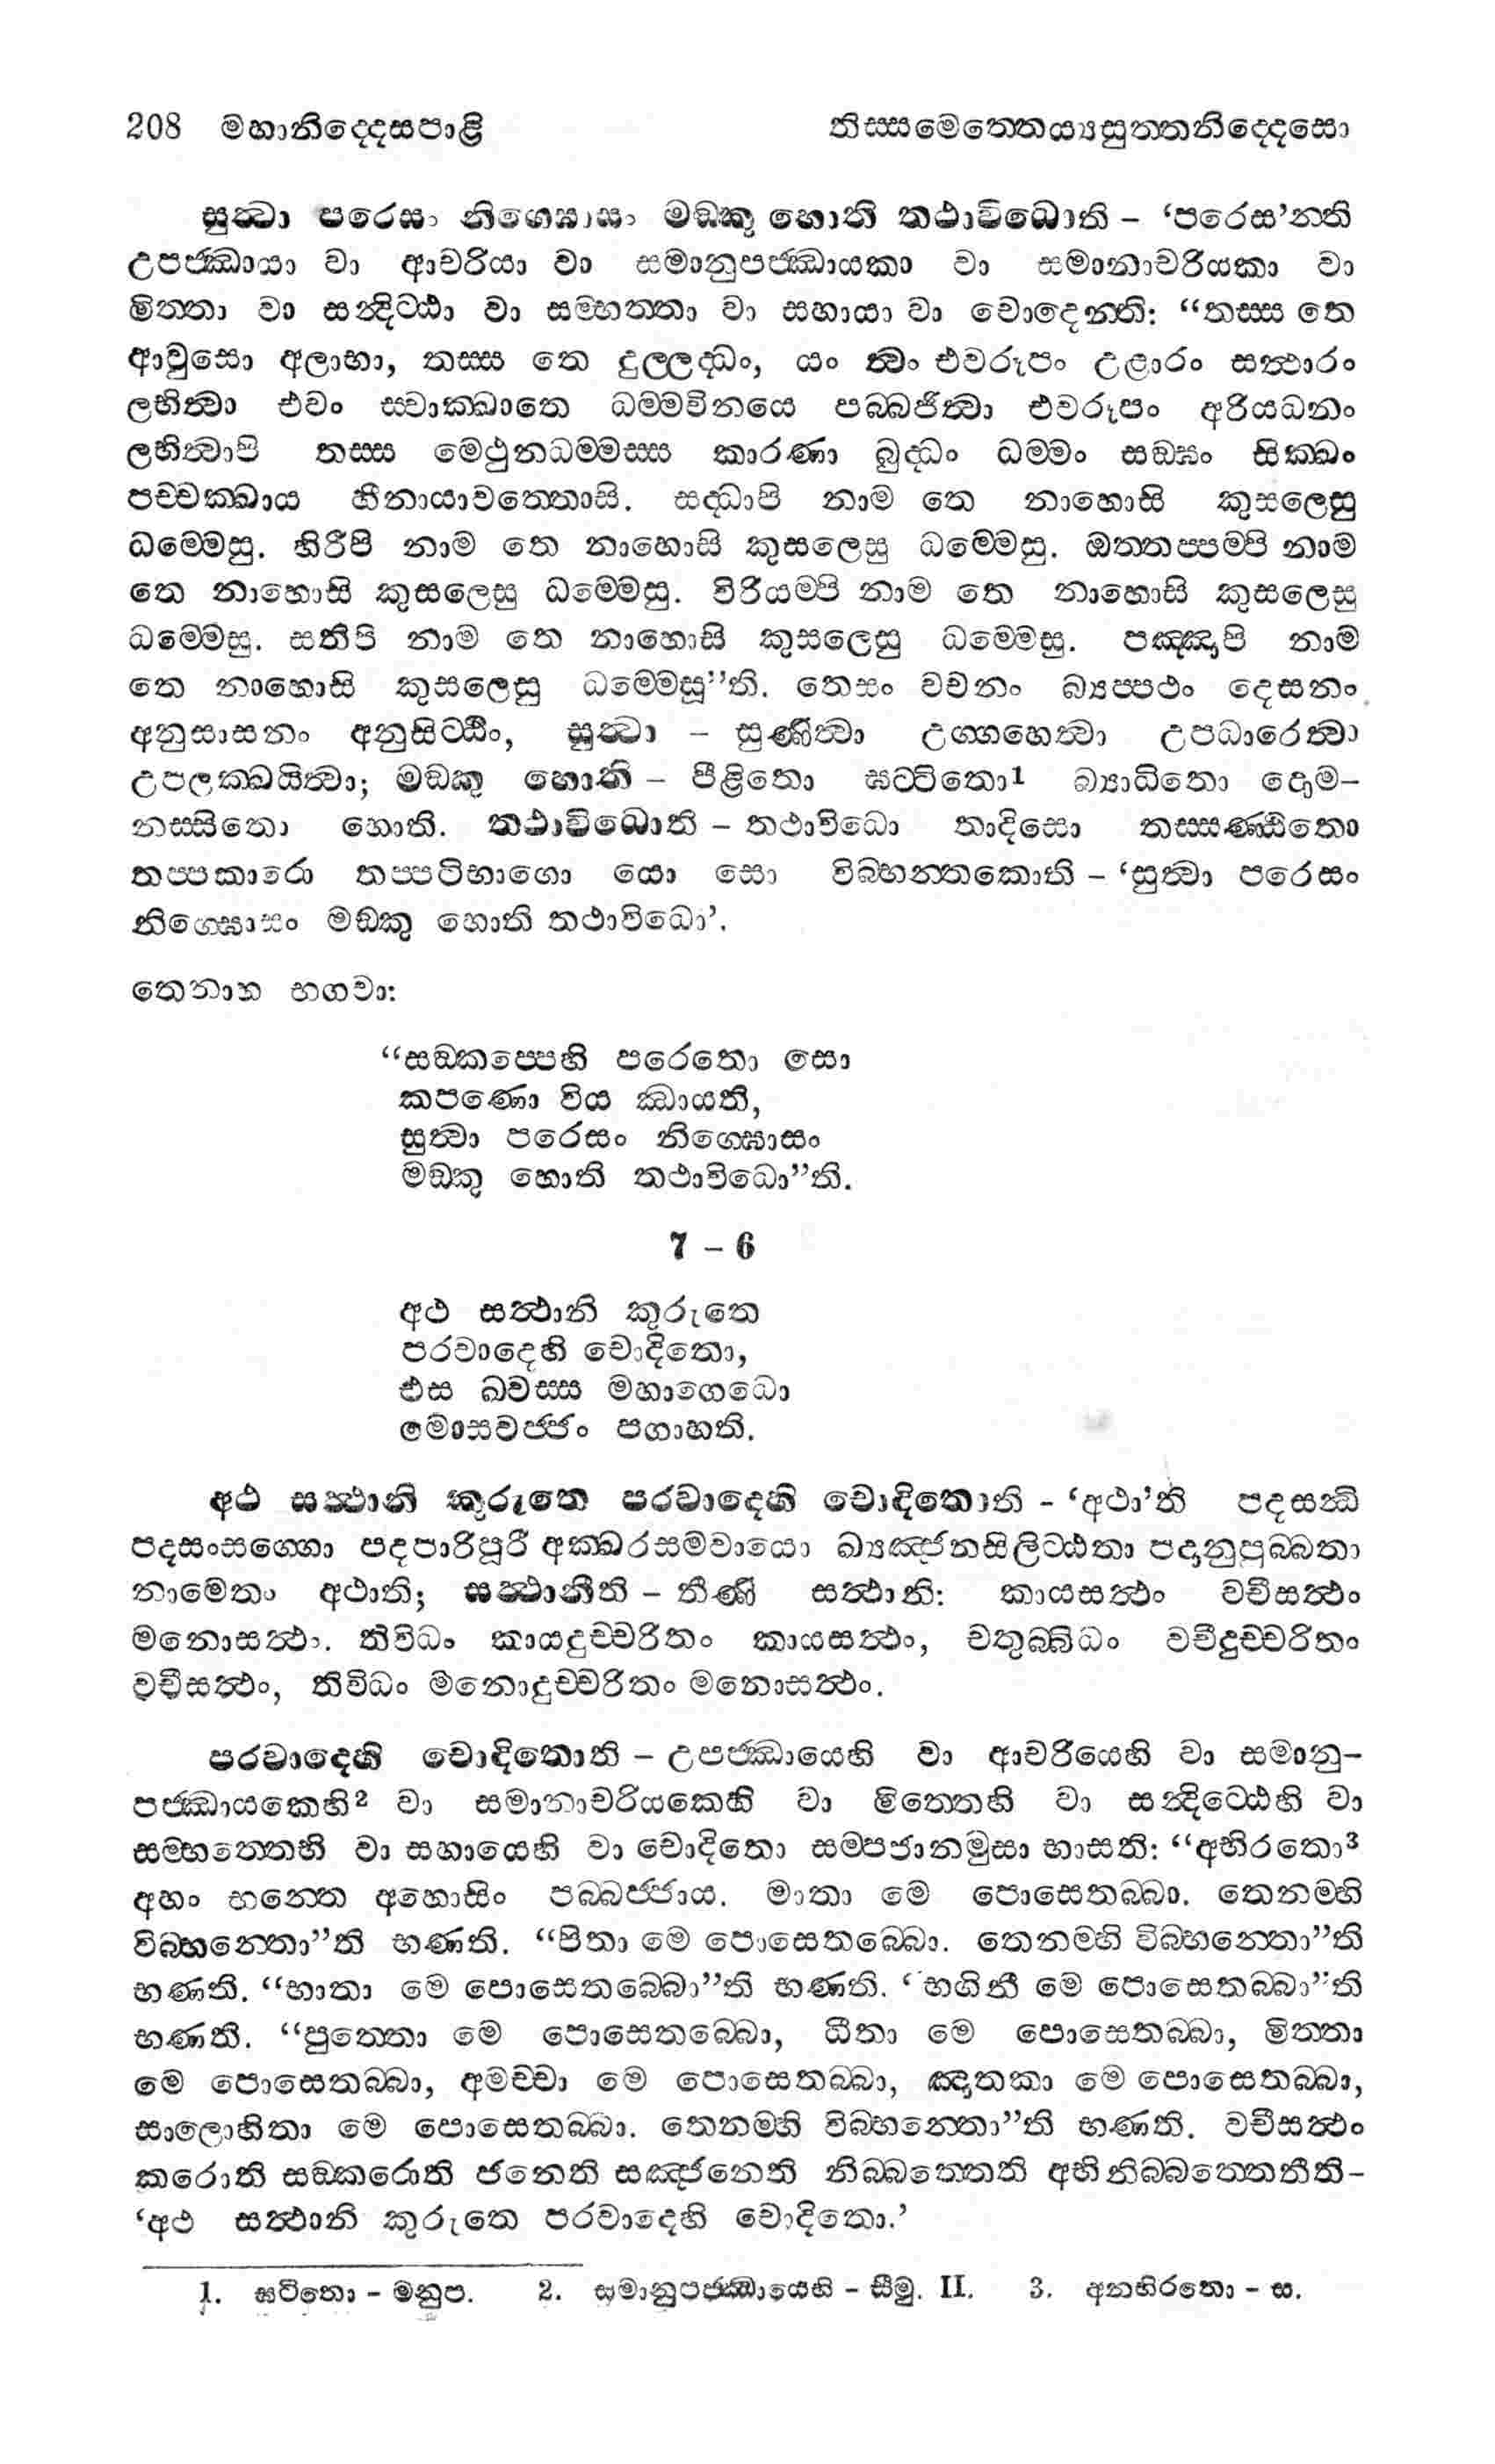 208 මහානිද්දෙසපාළි තිස්සමෙත්තෙය්‍යසුත්තනිද්දෙසො
සුත්වා පරෙසං නිග්ඝොසං මඞ්කු හොති තථාවිධොති – ‘පරෙස’න්ති
උපජ්ඣායා වා ආචරියා වා සමානුපජ්ඣායකා වා සමානාචරියකා වා
මිත්තා වා සන්දිට්ඨා වා සම්භත්තා වා සහායා වා චොදෙන්ති: “තස්ස තෙ
ආවුසො අලාභා, තස්ස තෙ දුල්ලද්ධං, යං ත්වං එවරූපං උළාරං සත්ථාරං
ලභිත්වා එවං ස්වාක්ඛාතෙ ධම්මවිනයෙ පබ්බජිත්වා එවරූපං අරියධනං
ලභිත්වාපි තස්ස මෙථුනධම්මස්ස කාරණා බුද්ධං ධම්මං සඞ්ඝං සික්ඛං
පච්චක්ඛාය හීනායාවත්තොසි. සද්ධාපි නාම තෙ නාහොසි කුසලෙසු
ධම්මෙසු. හිරීපි නාම තෙ නාහොසි කුසලෙසු ධම්මෙසු. ඔත්තප්පම්පි නාම
තෙ නාහොසි කුසලෙසු ධම්මෙසු. විරියම්පි නාම තෙ නාහොසි කුසලෙසු
ධම්මෙසු. සතිපි නාම තෙ නාහොසි කුසලෙසු ධම්මෙසු. පඤ්ඤාපි නාම
තෙ නාහොසි කුසලෙසු ධම්මෙසූ”ති. තෙසං වචනං බ්‍යප්පථං දෙසනං
අනුසාසනං අනුසිට්ඨිං, සුත්වා – සුණිත්වා උග්ගහෙත්වා උපධාරෙත්වා
උපලක්ඛයිත්වා; මඞ්කු හොති – පීළිතො ඝට්ටිතො1 බ්‍යාධිතො දොම–
නස්සිතො හොති. තථාවිධොති – තථාවිධො තාදිසො තස්සණ්ඨිතො
තප්පකාරො තප්පටිභාගො යො සො විබ්භන්තකොති – ‘සුත්වා පරෙසං
නිග්ඝොසං මඞ්කු හොති තථාවිධො’.
තෙනාහ භගවා:
“සඞ්කප්පෙහි පරෙතො සො
කපණො විය ඣායති,
සුත්වා පරෙසං නිග්ඝොසං
මඞ්කු හොති තථාවිධො”ති.
7 – 6
අථ සත්ථානි කුරුතෙ
පරවාදෙහි චොදිතො,
එස ඛ්වස්ස මහාගෙධො
මොසවජ්ජං පගාහති.
අථ සත්ථානි කුරුතෙ පරවාදෙහි චොදිතොති – ‘අථා’ති පදසන්ධි
පදසංසග්ගො පදපාරිපූරී අක්ඛරසමවායො බ්‍යඤ්ජනසිලිට්ඨතා පදානුපුබ්බතා
නාමෙතං අථාති; සත්ථානීති – තීණි සත්ථානි: කායසත්ථං වචීසත්ථං
මනොසත්ථං. තිවිධං කායදුච්චරිතං කායසත්ථං, චතුබ්බිධං වචීදුච්චරිතං
වචීසත්ථං, තිවිධං මනොදුච්චරිතං මනොසත්ථං.
පරවාදෙහි චොදිතොති – උපජ්ඣායෙහි වා ආචරියෙහි වා සමානු–
පජ්ඣායකෙහි2 වා සමානාචරියකෙහි වා මිත්තෙහි වා සන්දිට්ඨෙහි වා
සම්භත්තෙහි වා සහායෙහි වා චොදිතො සම්පජානමුසා භාසති: “අභිරතො3
අහං භන්තෙ අහොසිං පබ්බජ්ජාය. මාතා මෙ පොසෙතබ්බා. තෙනම්හි
විබ්භන්තො”ති භණති. “පිතා මෙ පොසෙතබ්බො. තෙනම්හි විබ්භන්තො”ති
භණති. “භාතා මෙ පොසෙතබ්බො”ති භණති. “භගිනී මෙ පොසෙතබ්බා”ති
භණති. “පුත්තො මෙ පොසෙතබ්බො, ධීතා මෙ පොසෙතබ්බා, මිත්තා
මෙ පොසෙතබ්බා, අමච්චා මෙ පොසෙතබ්බා, ඤාතකා මෙ පොසෙතබ්බා,
සාලොහිතා මෙ පොසෙතබ්බා. තෙනම්හි විබ්භන්තො”ති භණති. වචීසත්ථං
කරොති සඞ්කරොති ජනෙති සඤ්ජනෙති නිබ්බත්තෙති අභිනිබ්බත්තෙතීති–
‘අථ සත්ථානි කුරුතෙ පරවාදෙහි චොදිතො.’
1. ඝටිතො – මනුප. 2. සමානුපජ්ඣායෙහි – සීමු. II. 3. අනභිරතො – ස.